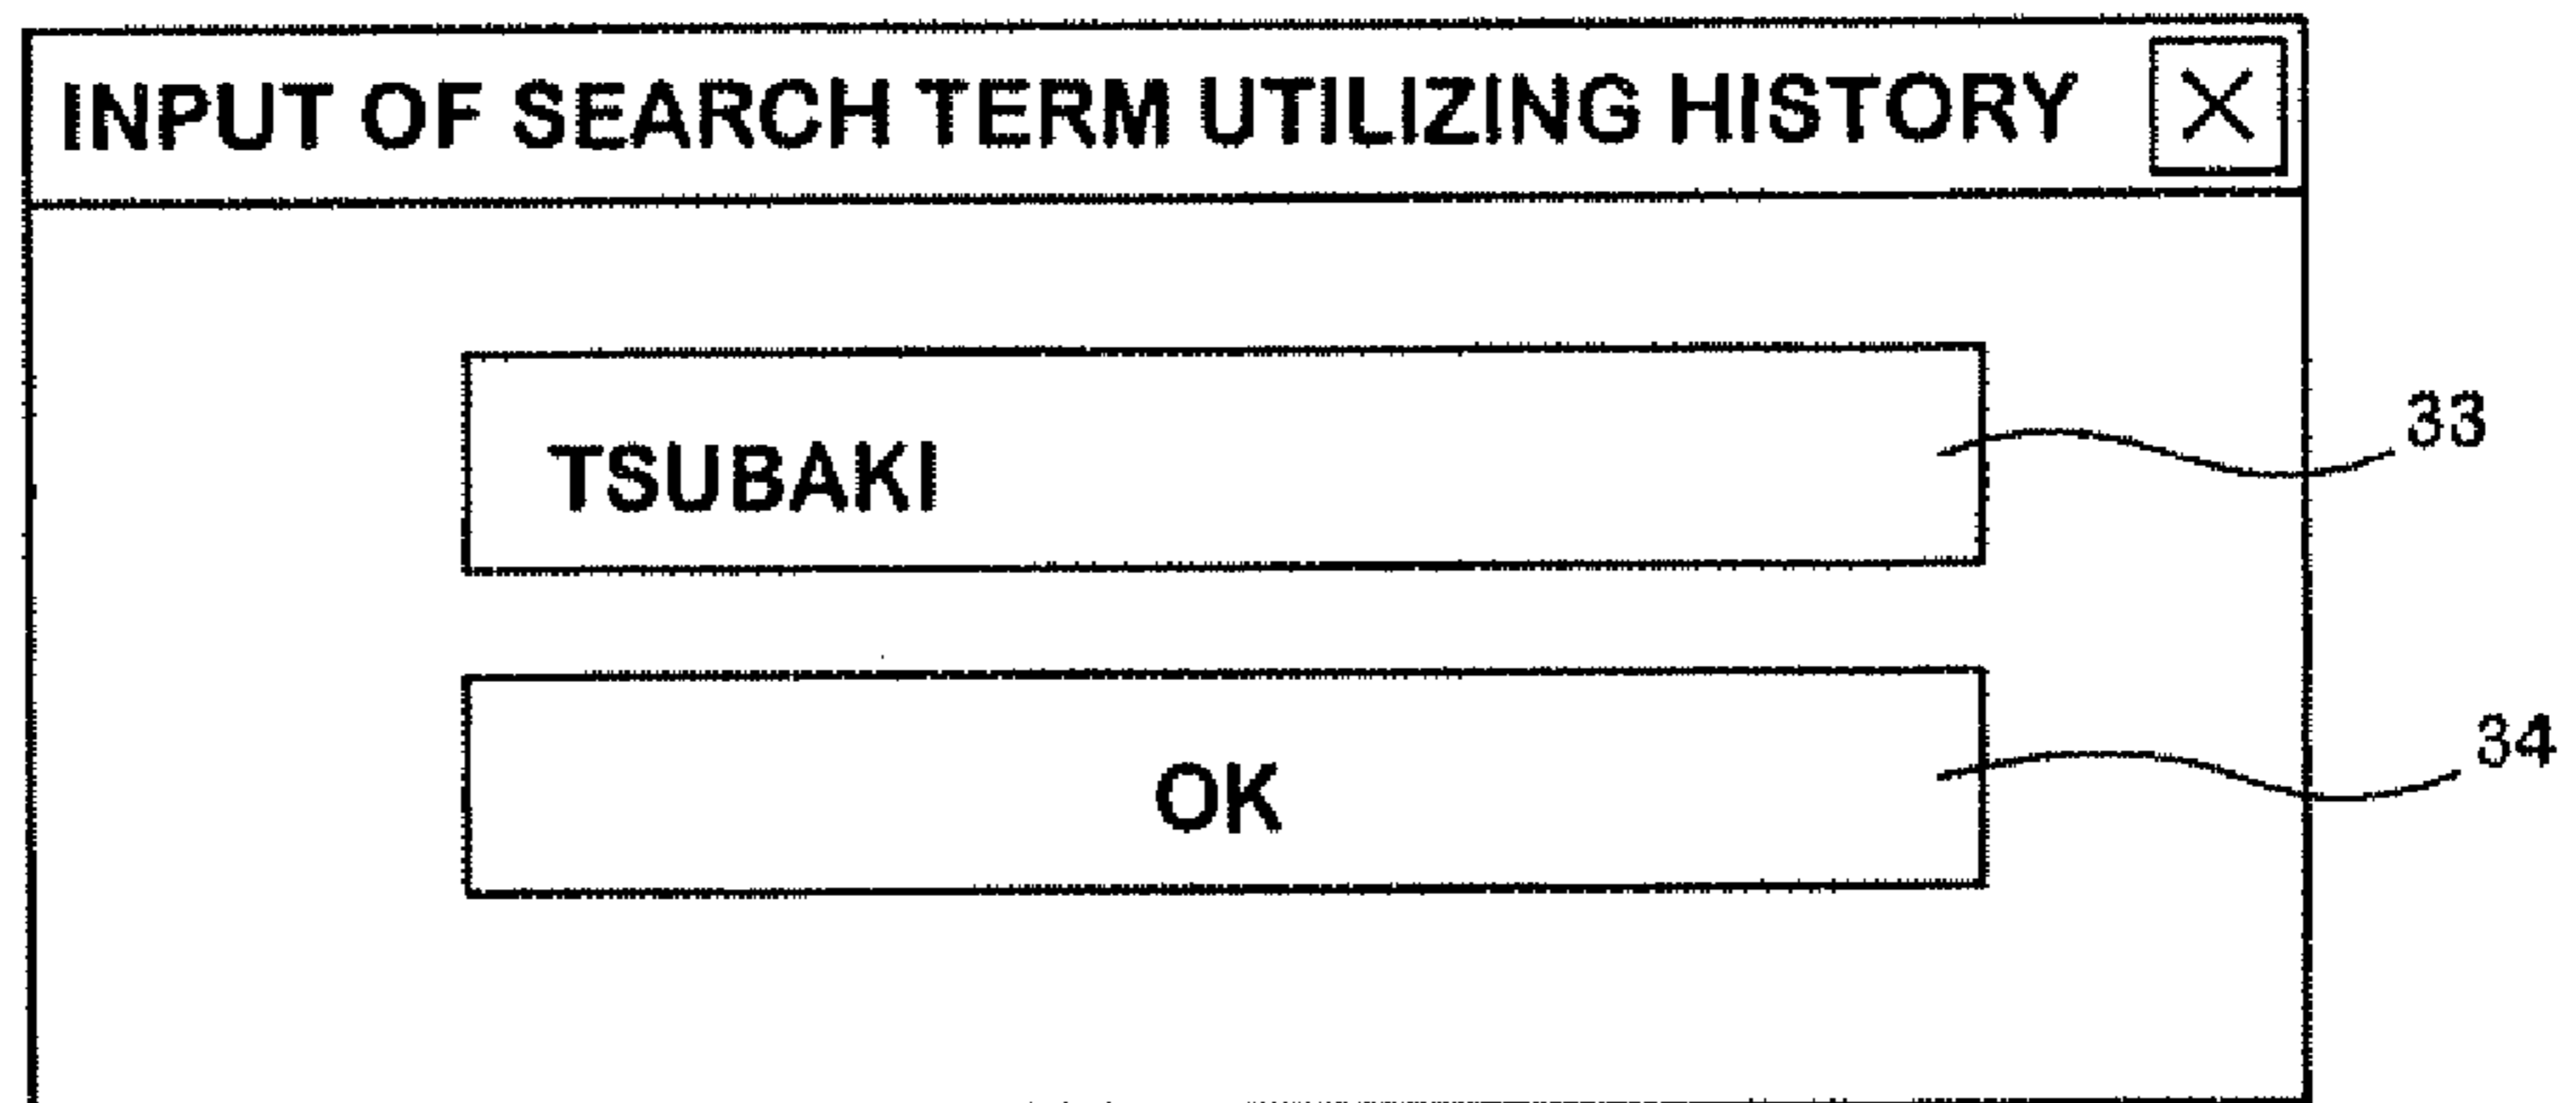 INPUT OF SEARCH TERM UTILIZING HISTORY X
TSUBAKI
33
OK
34